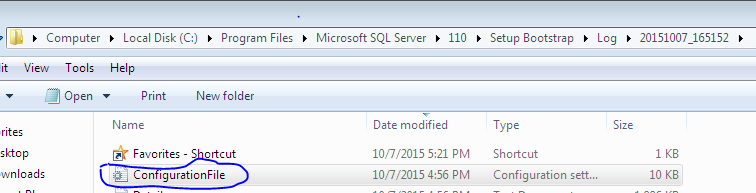 Computer Local Disk (C:) Program Files Microsoft SQL Server 110 Setup Bootstrap Log 20151007_165152
it View Tools Help
Open Print New folder
Name Date modified Type Size
rites
Favorites - Shortcut 10/7/2015 5:21 PM Shortcut 1 KB
sktop
ConfigurationFile 10/7/2015 4:56 PM Configuration sett... 10 KB
wnloads